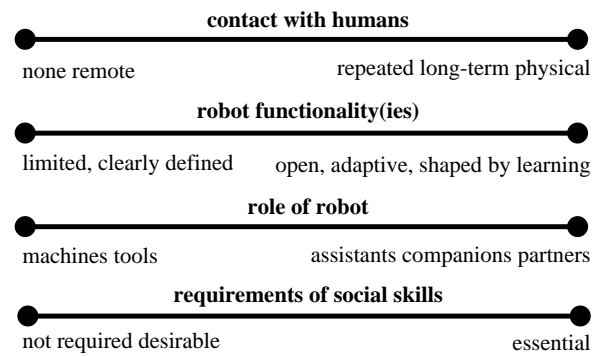 contact with humans
none remote repeated long-term physical
robot functionality(ies)
limited, clearly defined open, adaptive, shaped by learning
role of robot
machines tools assistants companions partners
requirements of social skills
not required desirable essential